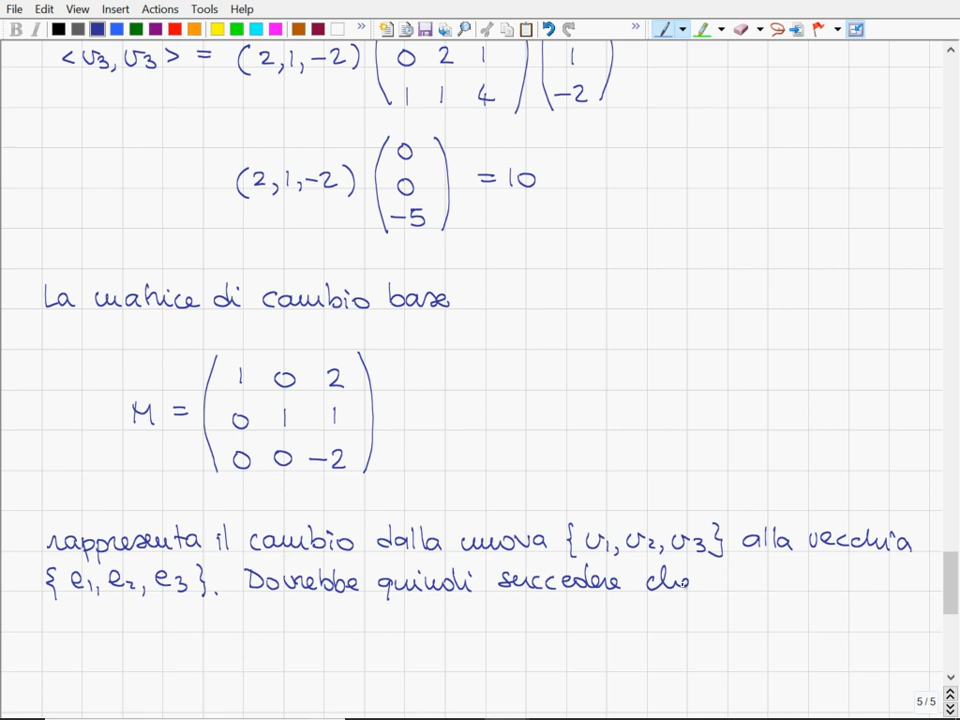 File Edit View Insert Actions Tools Help
B I
<v3, v3> = (2,1,-2) ( 0 2 1 ) ( 1 )
( 1 1 4 ) ( -2 )
(2,1,-2) ( 0
0
-5 ) = 10
La matrice di cambio base
M = ( 1 0 2
0 1 1
0 0 -2 )
rappresenta il cambio dalla nuova {v1, v2, v3} alla vecchia
{e1, e2, e3}. Dovrebbe quindi succedere che
5 / 5